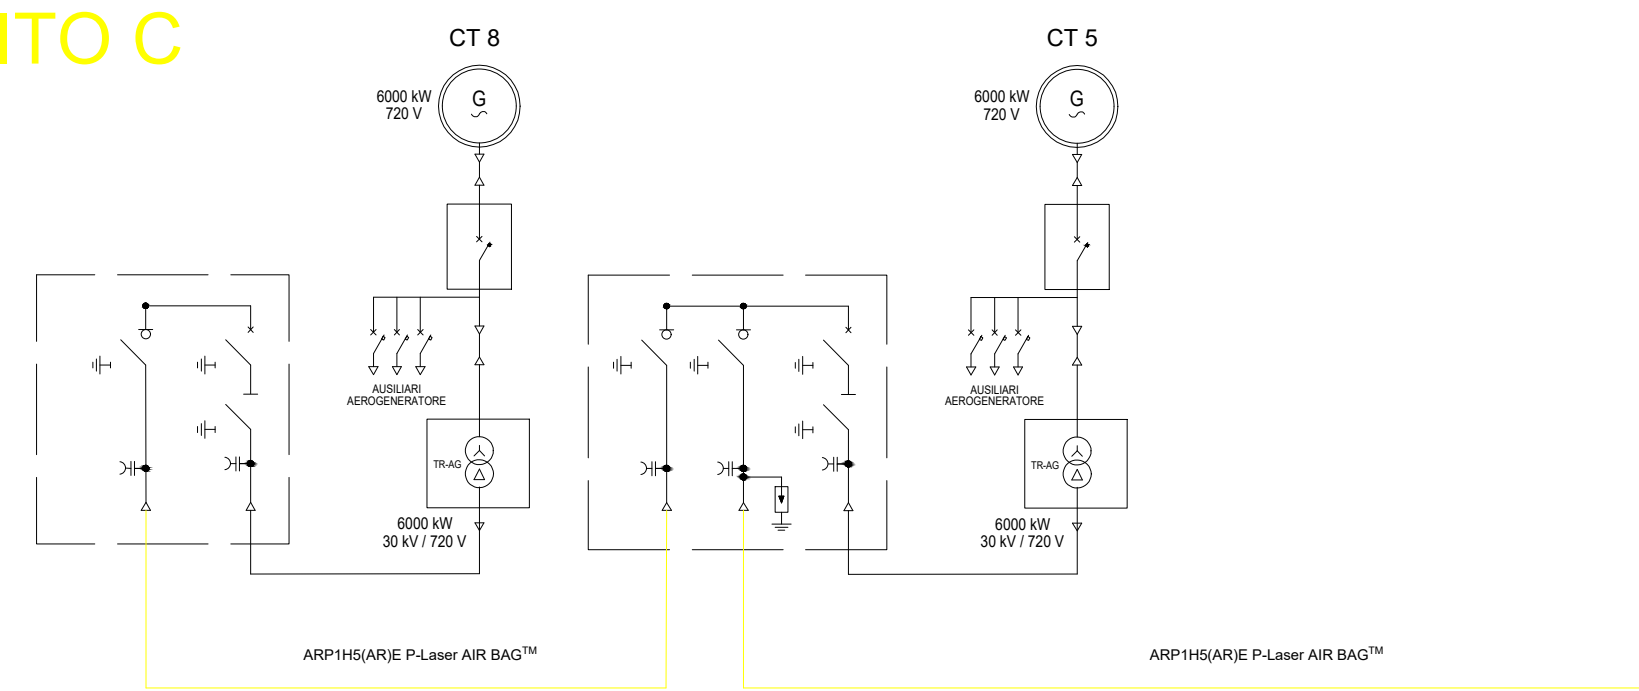 ITO C
CT 8
6000 kW
720 V
G
AUSILIARI
AEROGENERATORE
TR-AG
6000 kW
30 kV / 720 V
CT 5
6000 kW
720 V
G
AUSILIARI
AEROGENERATORE
TR-AG
6000 kW
30 kV / 720 V
ARP1H5(AR)E P-Laser AIR BAG™
ARP1H5(AR)E P-Laser AIR BAG™